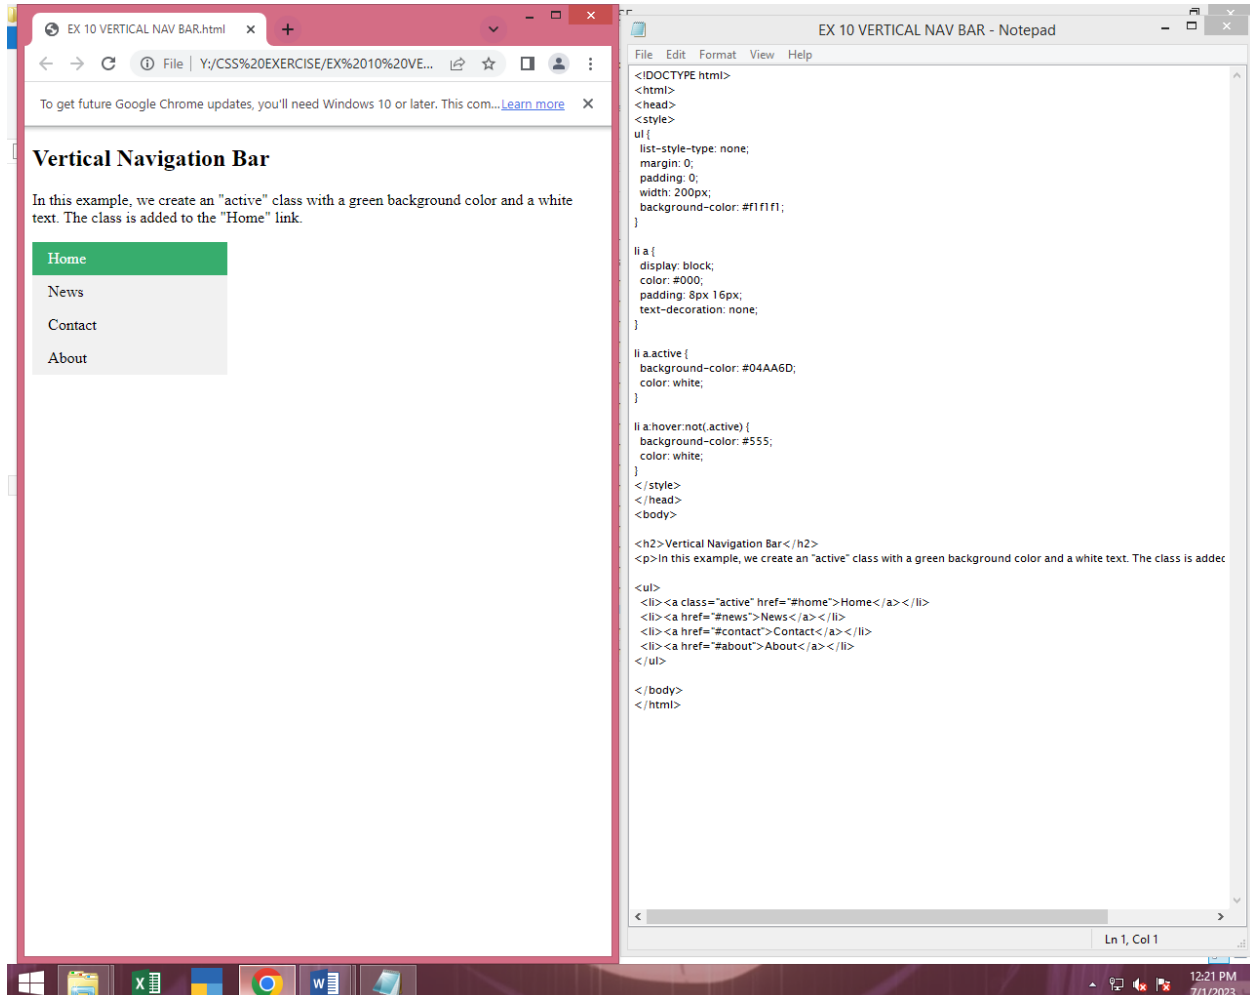 EX 10 VERTICAL NAV BAR.html
File | Y:/CSS%20EXERCISE/EX%2010%20VE...
To get future Google Chrome updates, you'll need Windows 10 or later. This com... Learn more
Vertical Navigation Bar
In this example, we create an "active" class with a green background color and a white
text. The class is added to the "Home" link.
Home
News
Contact
About
EX 10 VERTICAL NAV BAR - Notepad
File Edit Format View Help
<!DOCTYPE html>
<html>
<head>
<style>
ul {
  list-style-type: none;
  margin: 0;
  padding: 0;
  width: 200px;
  background-color: #f1f1f1;
}

li a {
  display: block;
  color: #000;
  padding: 8px 16px;
  text-decoration: none;
}

li a.active {
  background-color: #04AA6D;
  color: white;
}

li a:hover:not(.active) {
  background-color: #555;
  color: white;
}
</style>
</head>
<body>

<h2>Vertical Navigation Bar</h2>
<p>In this example, we create an "active" class with a green background color and a white text. The class is added

<ul>
  <li><a class="active" href="#home">Home</a></li>
  <li><a href="#news">News</a></li>
  <li><a href="#contact">Contact</a></li>
  <li><a href="#about">About</a></li>
</ul>

</body>
</html>
Ln 1, Col 1
12:21 PM
7/1/2023